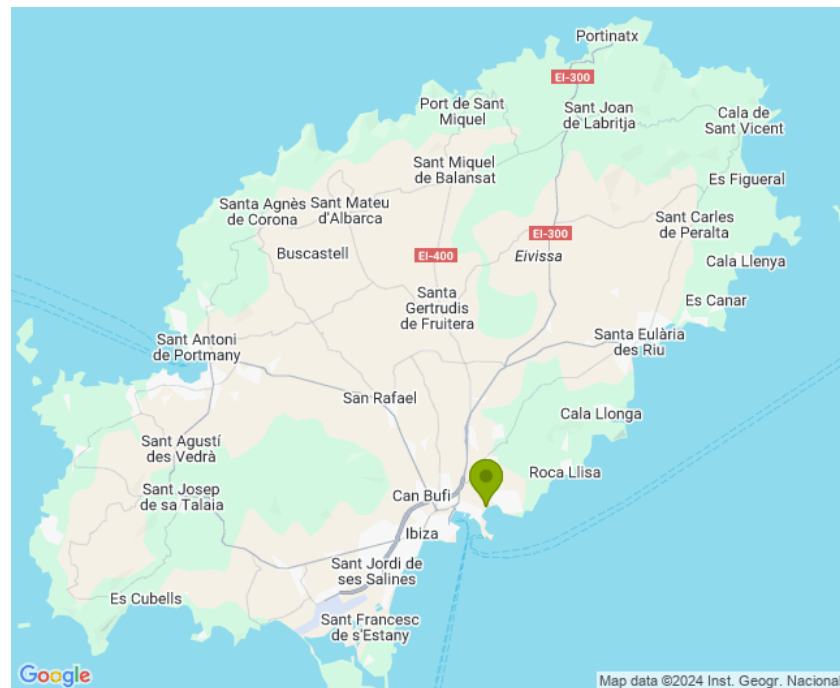 Portinatx
EI-300
Port de Sant
Miquel
Sant Joan
de Labritja
Cala de
Sant Vicent
Sant Miquel
de Balansat
Es Figueral
Santa Agnès
de Corona
Sant Mateu
d'Albarca
Sant Carles
de Peralta
EI-300
Buscastell
EI-400
Eivissa
Cala Llenya
Santa
Gertrudis
de Fruitera
Es Canar
Sant Antoni
de Portmany
Santa Eulària
des Riu
San Rafael
Cala Llonga
Sant Agustí
des Vedrà
Roca Llisa
Sant Josep
de sa Talaia
Can Bufi
Ibiza
Sant Jordi de
ses Salines
Es Cubells
Sant Francesc
de s'Estany
Google
Map data ©2024 Inst. Geogr. Nacional